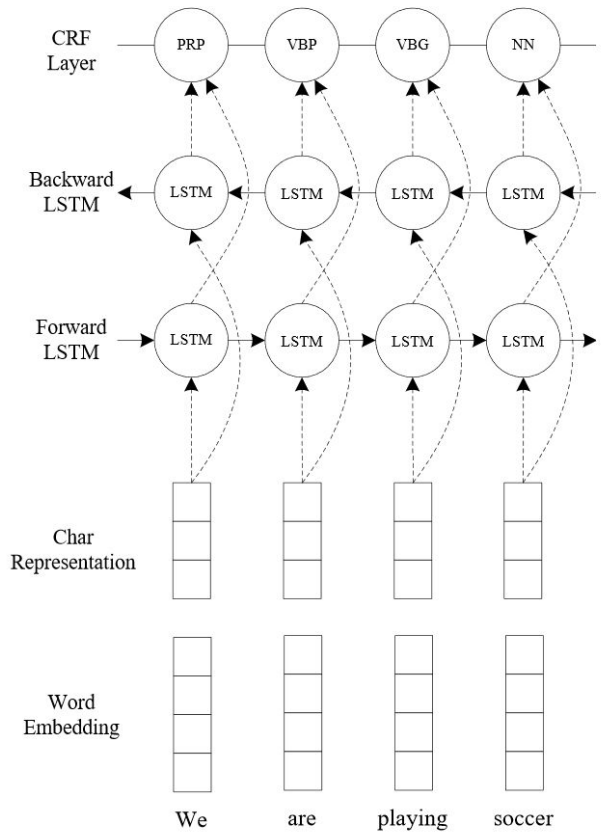 CRF
Layer
PRP VBP VBG NN
Backward
LSTM
LSTM LSTM LSTM LSTM
Forward
LSTM
LSTM LSTM LSTM LSTM
Char
Representation
Word
Embedding
We are playing soccer